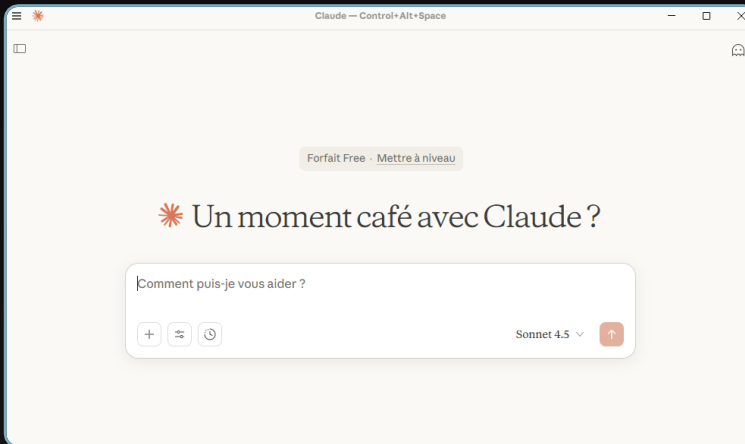 Claude — Control+Alt+Space
Forfait Free · Mettre à niveau
Un moment café avec Claude ?
Comment puis-je vous aider ?
Sonnet 4.5